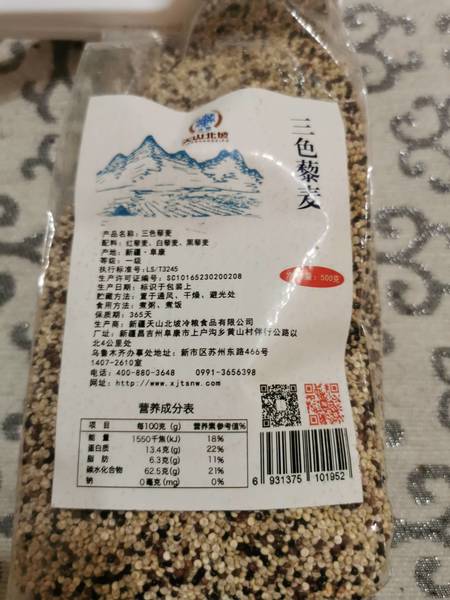 天山北坡
三色藜麦
产品名称：三色藜麦
配料：红藜麦、白藜麦、黑藜麦
产地：新疆·阜康
等级：一级
执行标准号：LS/T3245
生产许可证编号：SC10165230200208
生产日期：标识于包装上
贮藏方法：置于通风、干燥、避光处
食用方法：煮粥、煮饭
保质期：365天
生产商：新疆天山北坡冷粮食品有限公司
厂址：新疆昌吉州阜康市上户沟乡黄山村伴行公路以
北4公里处
乌鲁木齐办事处地址：新市区苏州东路466号
1407-2610室
电话：400-880-3648 0991-3656398
网址：http://www.xjtsnw.com
：500克
营养成分表
项目 每100克(g) 营养素参考值%
能量 1550千焦(kJ) 18%
蛋白质 13.4克(g) 22%
脂肪 6.3克(g) 11%
碳水化合物 62.5克(g) 21%
钠 0毫克(mg) 0%
6 931375 101952